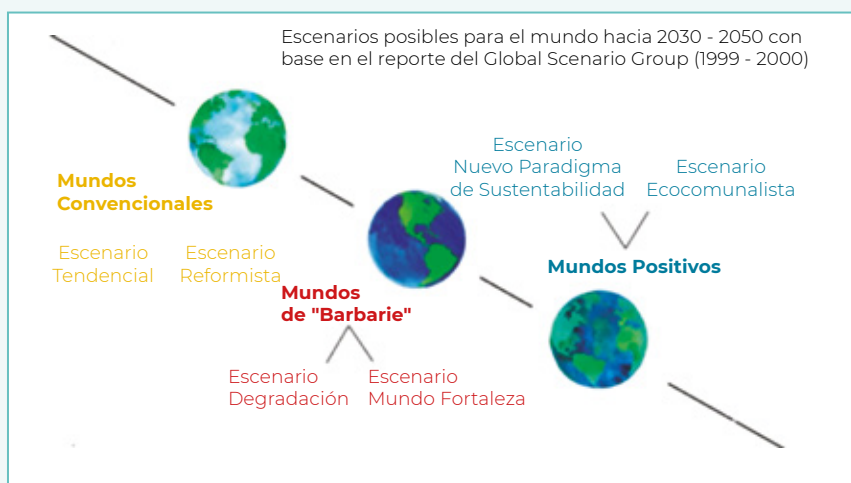 Escenarios posibles para el mundo hacia 2030 - 2050 con
base en el reporte del Global Scenario Group (1999 - 2000)
Mundos
Convencionales
Escenario
Tendencial
Escenario
Reformista
Mundos
de "Barbarie"
Escenario
Degradación
Escenario
Mundo Fortaleza
Escenario
Nuevo Paradigma
de Sustentabilidad
Escenario
Ecocomunalista
Mundos Positivos